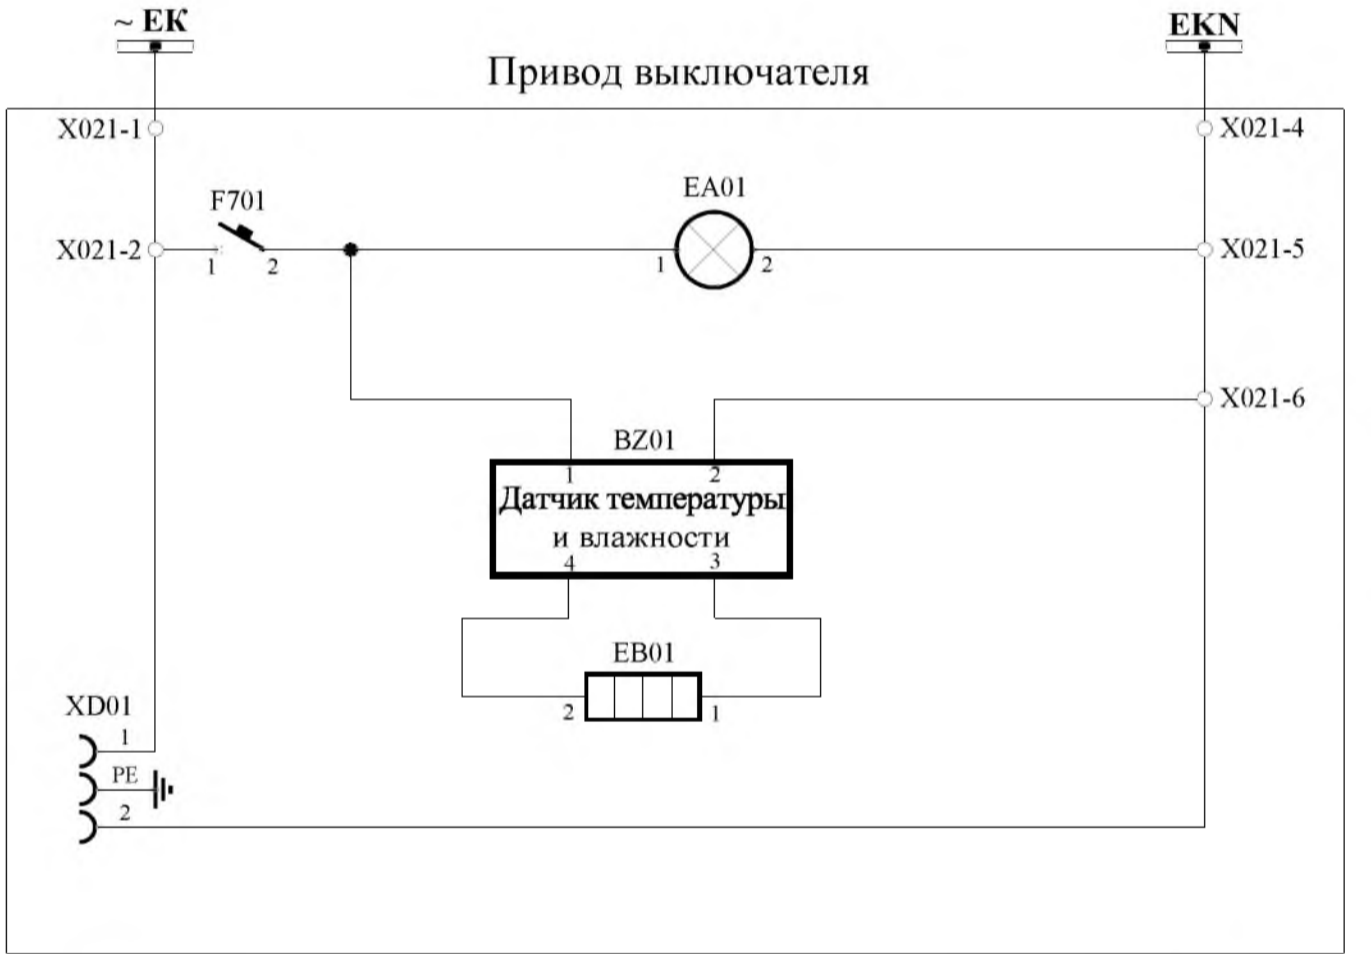 ~ ЕК
EKN
Привод выключателя
X021-1
X021-4
F701
EA01
X021-2
1
2
1
2
X021-5
X021-6
BZ01
1
2
Датчик температуры
и влажности
4
3
EB01
2
1
XD01
1
PE
2